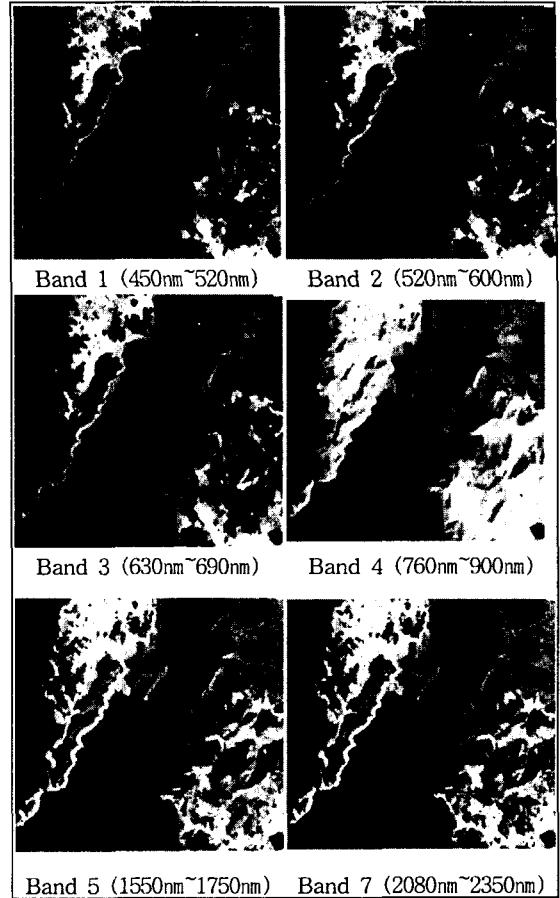 Band 1 (450nm~520nm)
Band 2 (520nm~600nm)
Band 3 (630nm~690nm)
Band 4 (760nm~900nm)
Band 5 (1550nm~1750nm)
Band 7 (2080nm~2350nm)